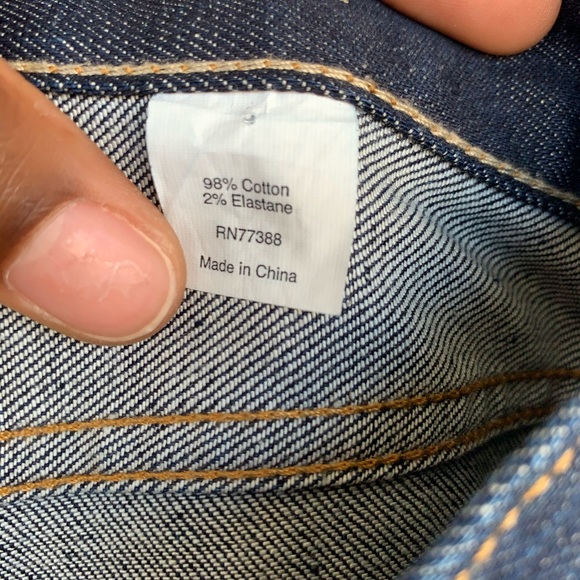 98% Cotton
2% Elastane
RN77388
Made in China